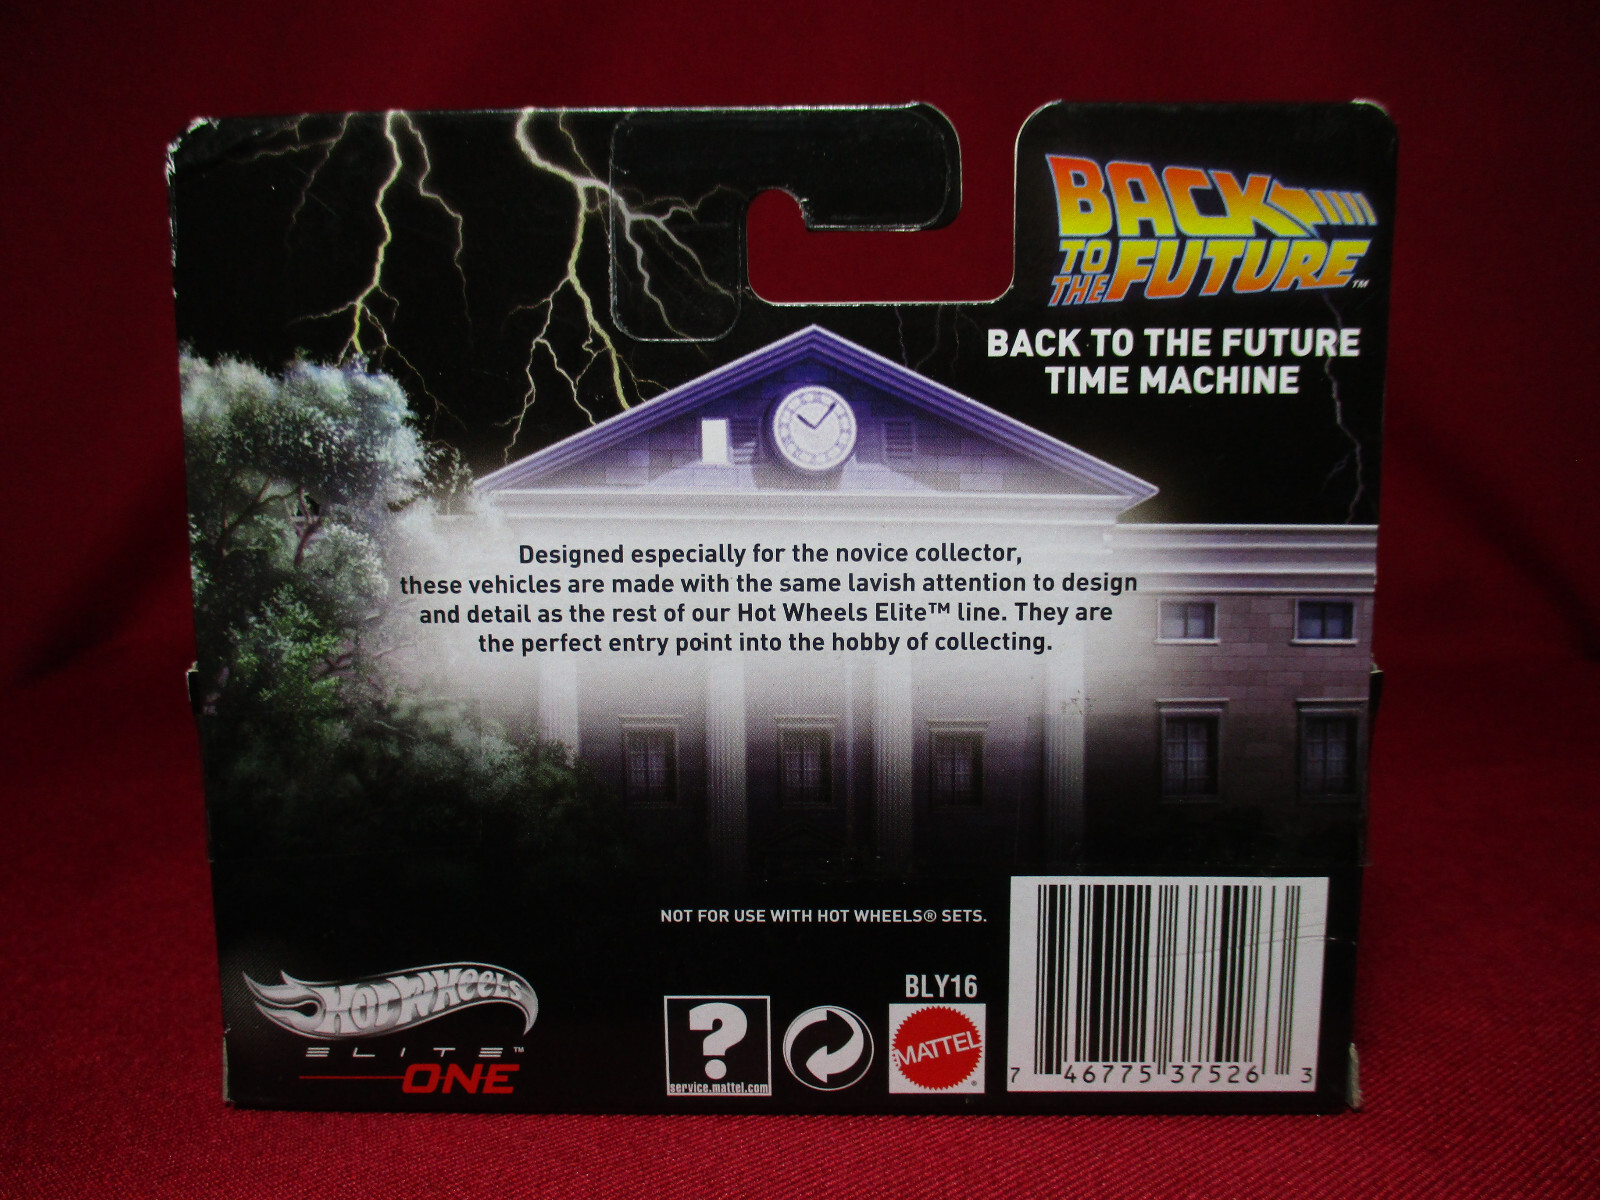 BACK
TO
THE FUTURE™
BACK TO THE FUTURE
TIME MACHINE
Designed especially for the novice collector,
these vehicles are made with the same lavish attention to design
and detail as the rest of our Hot Wheels Elite™ line. They are
the perfect entry point into the hobby of collecting.
NOT FOR USE WITH HOT WHEELS® SETS.
Hot Wheels
ELITE™
ONE
?
service.mattel.com
BLY16
MATTEL®
7 46775 37526 3